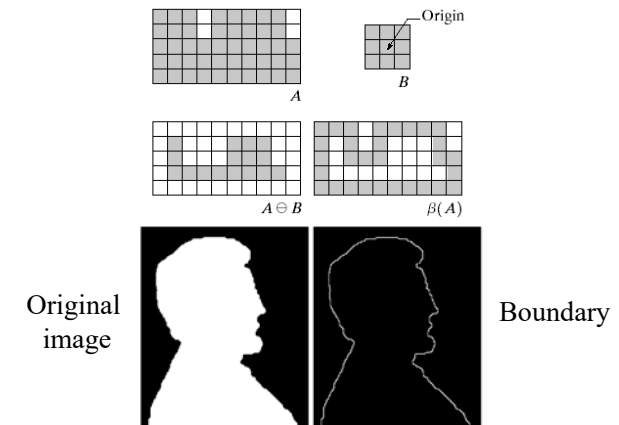 Origin
A
B
A ⊖ B
β(A)
Original
image
Boundary